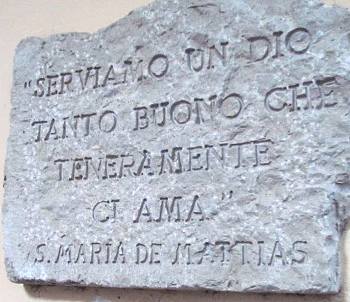 "SERVIAMO UN DIO
TANTO BUONO CHE
TENERAMENTE
CI AMA"
S. MARIA DE MATTIAS